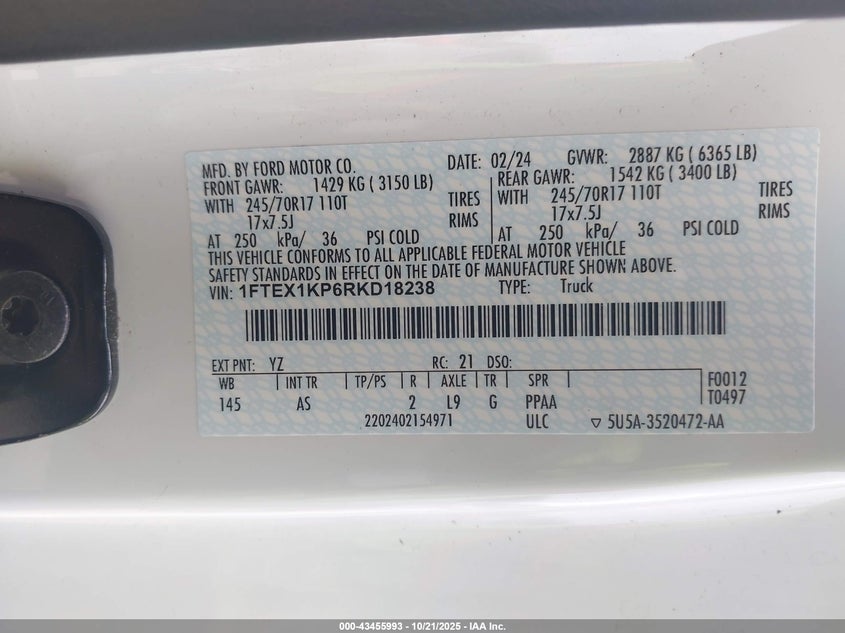 MFD. BY FORD MOTOR CO. DATE: 02/24 GVWR: 2887 KG ( 6365 LB)
FRONT GAWR: 1429 KG ( 3150 LB) REAR GAWR: 1542 KG ( 3400 LB)
WITH 245/70R17 110T TIRES WITH 245/70R17 110T TIRES
17x7.5J RIMS 17x7.5J RIMS
AT 250 kPa/ 36 PSI COLD AT 250 kPa/ 36 PSI COLD
THIS VEHICLE CONFORMS TO ALL APPLICABLE FEDERAL MOTOR VEHICLE
SAFETY STANDARDS IN EFFECT ON THE DATE OF MANUFACTURE SHOWN ABOVE.
VIN: 1FTEX1KP6RKD18238 TYPE: Truck
EXT PNT: YZ RC: 21 DSO:
WB INT TR TP/PS R AXLE TR SPR F0012
145 AS 2 L9 G PPAA T0497
2202402154971 ULC ▽ 5U5A-3520472-AA
000-43455993 - 10/21/2025 - IAA Inc.